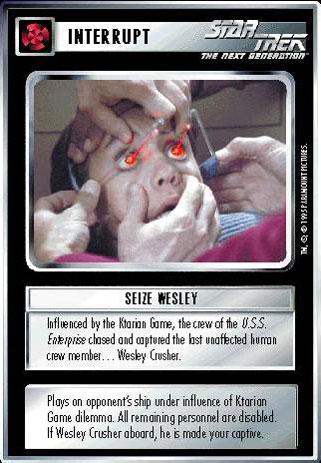 INTERRUPT
STAR TREK
THE NEXT GENERATION
TM, ®, © 1995 PARAMOUNT PICTURES.
SEIZE WESLEY
Influenced by the Ktarian Game, the crew of the U.S.S.
Enterprise chased and captured the last unaffected human
crew member… Wesley Crusher.
Plays on opponent's ship under influence of Ktarian
Game dilemma. All remaining personnel are disabled.
If Wesley Crusher aboard, he is made your captive.